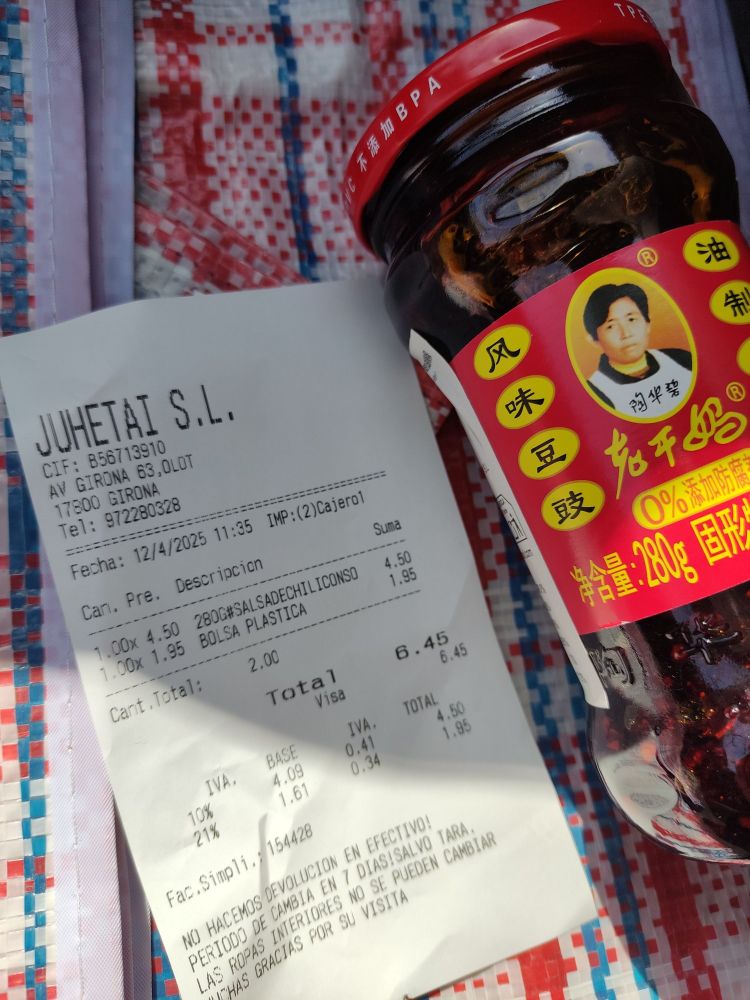 JUHETAI S.L.
CIF: B56713910
AV GIRONA 63,OLOT
17800 GIRONA
Tel: 972280328
Fecha: 12/4/2025 11:35 IMP:(2)Cajero1
Can. Pre. Descripcion Suma
1.00x 4.50 280G#SALSADECHILICONSO 4.50
1.00x 1.95 BOLSA PLASTICA 1.95
Cant.Total: 2.00
Total 6.45
Visa 6.45
IVA. BASE IVA. TOTAL
10% 4.09 0.41 4.50
21% 1.61 0.34 1.95
Fac.Simpli.:154428
NO HACEMOS DEVOLUCION EN EFECTIVO!
PERIODO DE CAMBIA EN 7 DIAS!SALVO TARA.
LAS ROPAS INTERIORES NO SE PUEDEN CAMBIAR
GRACIAS POR SU VISITA
不添加BPA
风味豆豉
油制
陶华碧
老干妈
0%添加防腐
净含量:280g 固形